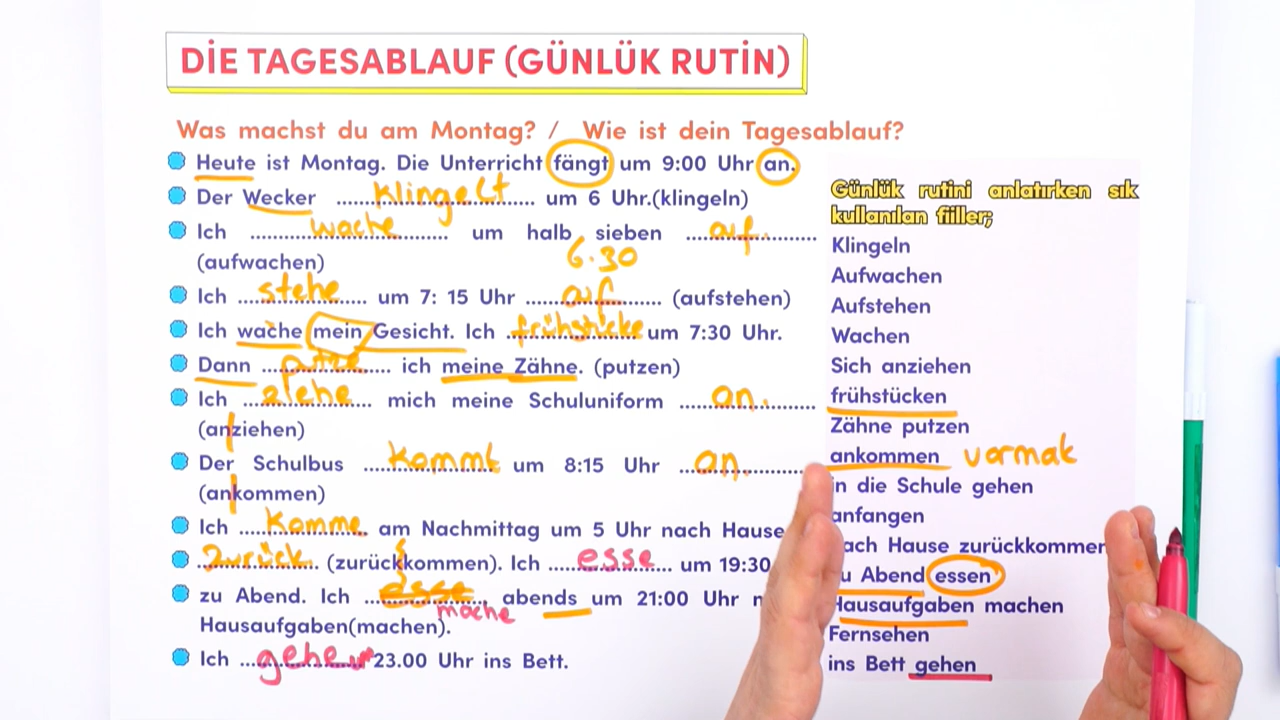 DİE TAGESABLAUF (GÜNLÜK RUTİN)
Was machst du am Montag? / Wie ist dein Tagesablauf?
Heute ist Montag. Die Unterricht fängt um 9:00 Uhr an.
Der Wecker klingelt um 6 Uhr.(klingeln)
Ich wache um halb sieben auf.
6.30
(aufwachen)
Ich stehe um 7: 15 Uhr auf (aufstehen)
Ich wache mein Gesicht. Ich frühstücke um 7:30 Uhr.
Dann putze ich meine Zähne. (putzen)
Ich ziehe mich meine Schuluniform an.
(anziehen)
Der Schulbus kommt um 8:15 Uhr an.
(ankommen)
Ich komme am Nachmittag um 5 Uhr nach Hause
zurück. (zurückkommen). Ich esse um 19:30
zu Abend. Ich esse abends um 21:00 Uhr
mache
Hausaufgaben(machen).
Ich gehe um 23.00 Uhr ins Bett.
Günlük rutini anlatırken sık
kullanılan fiiller;
Klingeln
Aufwachen
Aufstehen
Wachen
Sich anziehen
frühstücken
Zähne putzen
ankommen varmak
in die Schule gehen
anfangen
nach Hause zurückkommen
zu Abend essen
Hausaufgaben machen
Fernsehen
ins Bett gehen